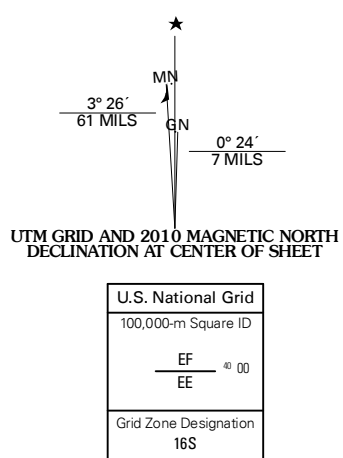 ★
MN
3° 26´
61 MILS
GN
0° 24´
7 MILS
UTM GRID AND 2010 MAGNETIC NORTH
DECLINATION AT CENTER OF SHEET
U.S. National Grid
100,000-m Square ID
EF
40 00
EE
Grid Zone Designation
16S